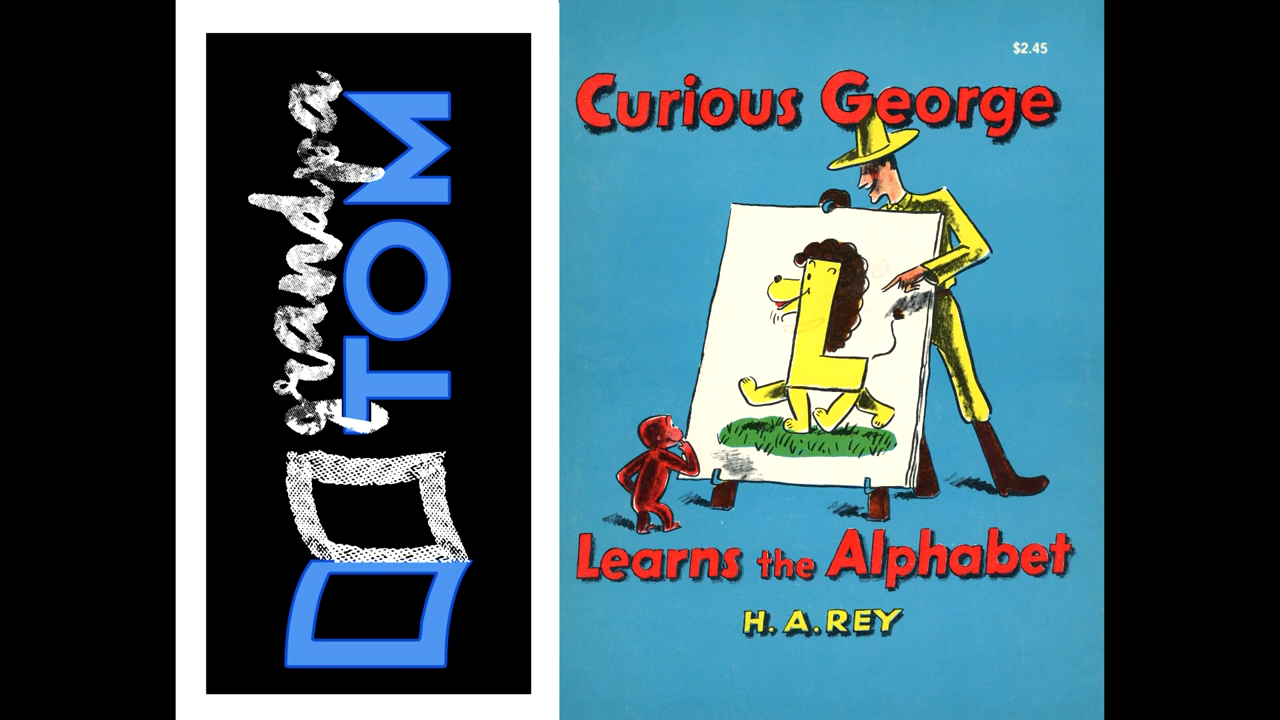 grandpa
TOM
$2.45
Curious George
L
Learns the Alphabet
H. A. REY